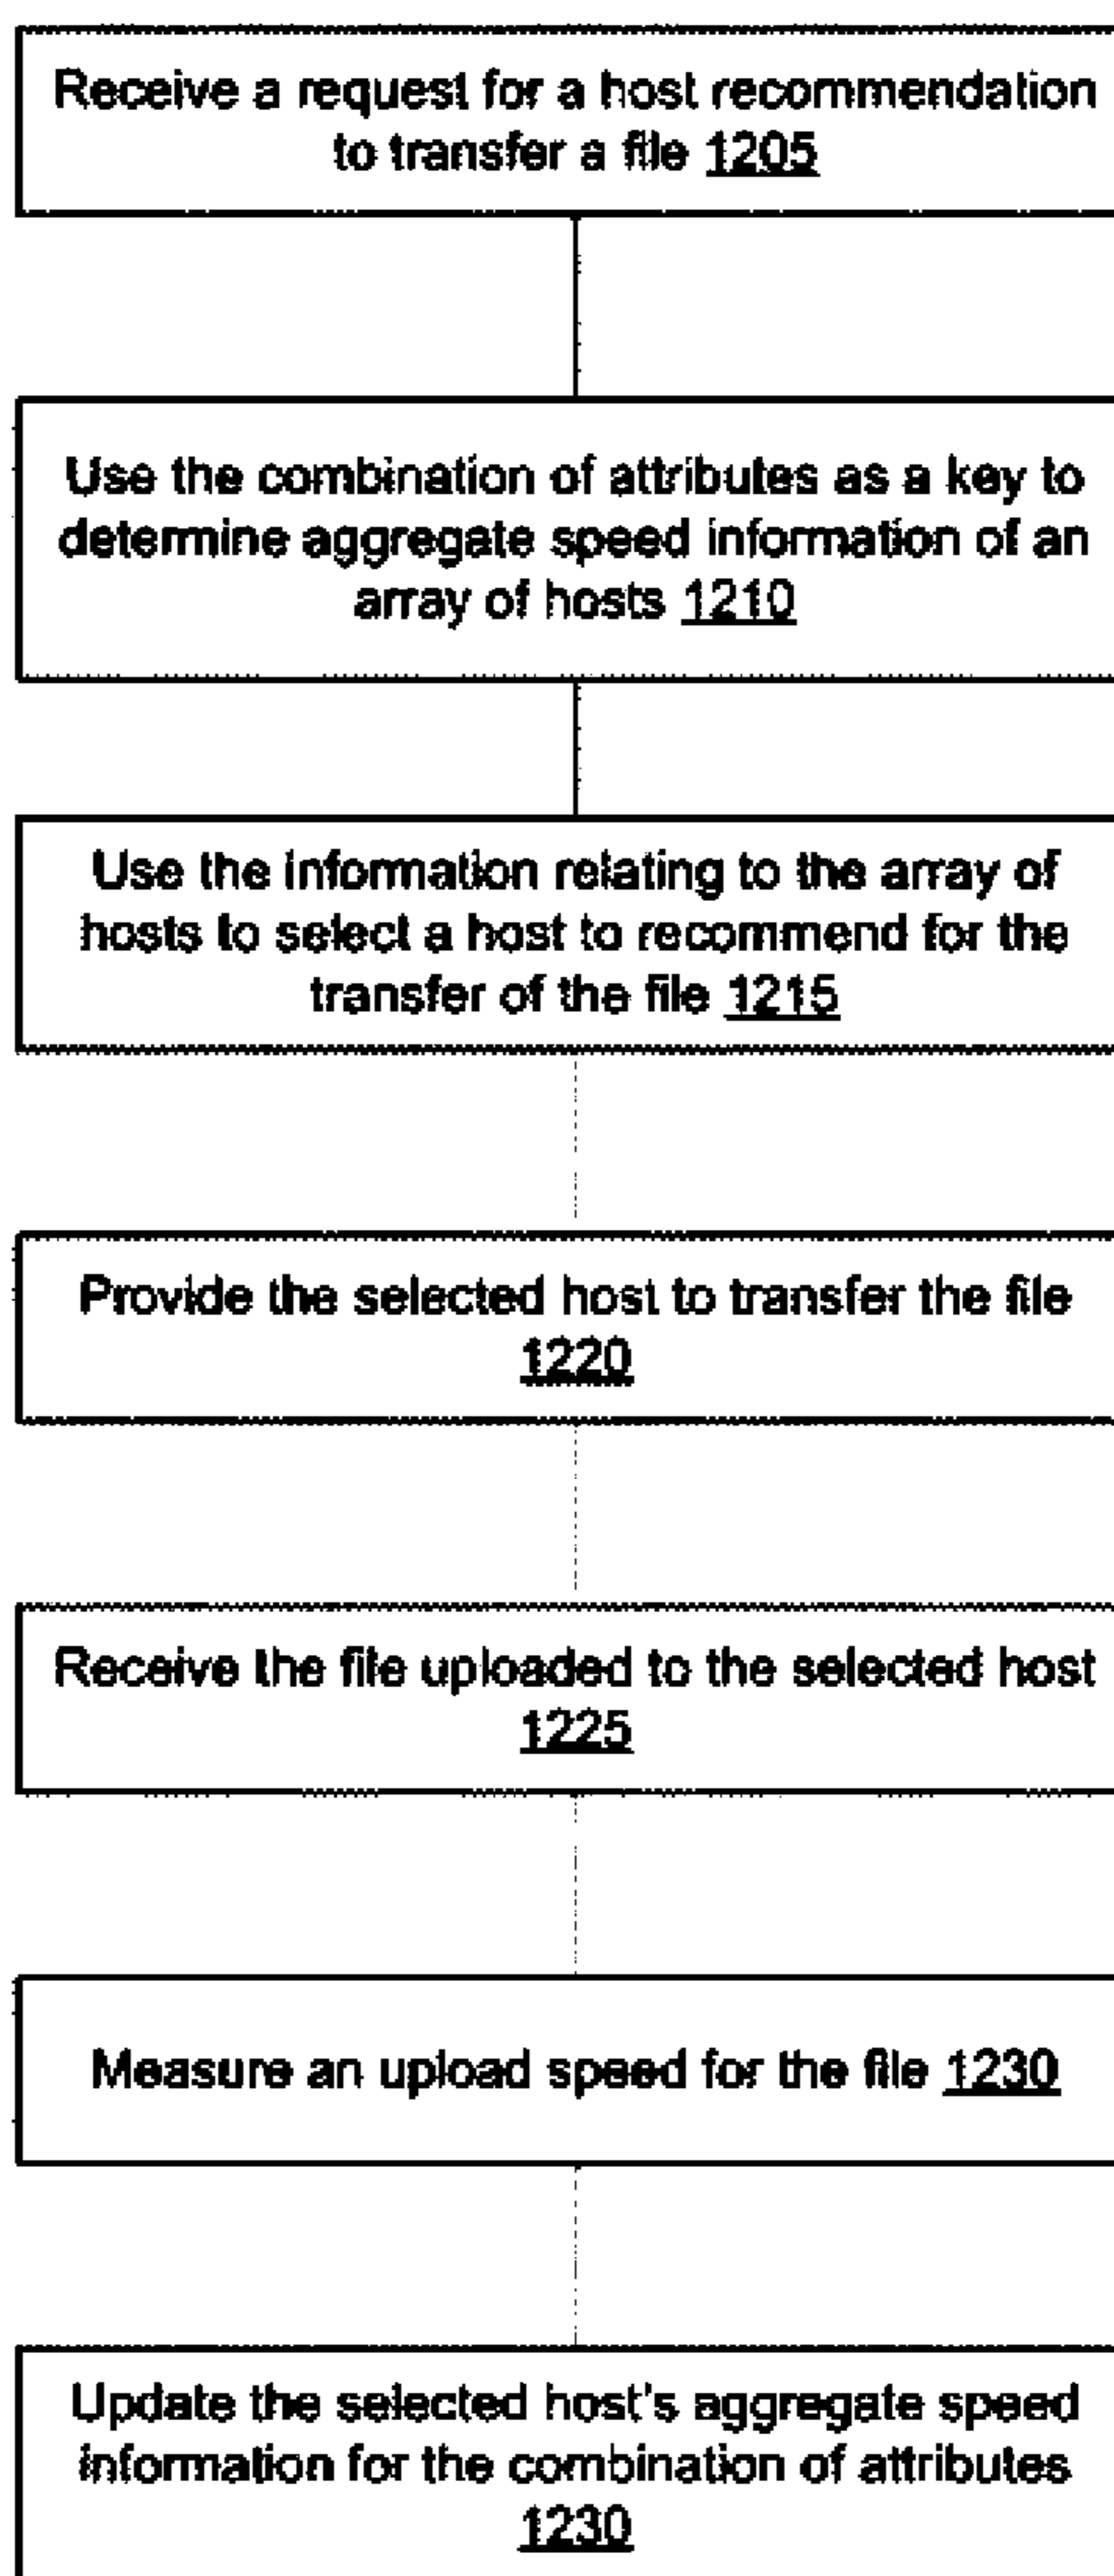 Receive a request for a host recommendation
to transfer a file 1205
Use the combination of attributes as a key to
determine aggregate speed information of an
array of hosts 1210
Use the information relating to the array of
hosts to select a host to recommend for the
transfer of the file 1215
Provide the selected host to transfer the file
1220
Receive the file uploaded to the selected host
1225
Measure an upload speed for the file 1230
Update the selected host's aggregate speed
information for the combination of attributes
1230